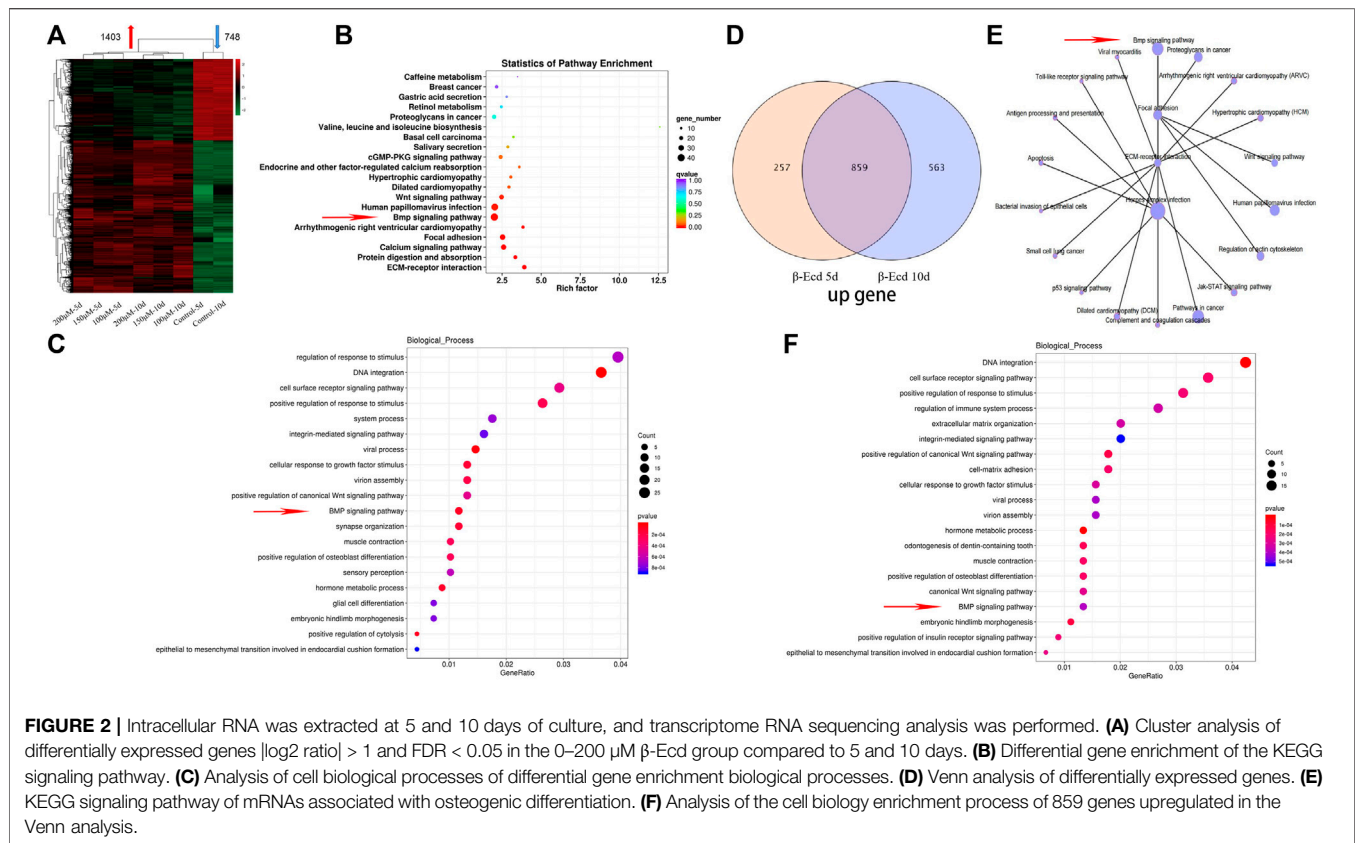 A
1403
748
2
0
-2
-4
200μM-5d
150μM-5d
100μM-5d
200μM-10d
150μM-10d
100μM-10d
Control-5d
Control-10d
B
Statistics of Pathway Enrichment
Caffeine metabolism
Breast cancer
Gastric acid secretion
Retinol metabolism
Proteoglycans in cancer
Valine, leucine and isoleucine biosynthesis
Basal cell carcinoma
Salivary secretion
cGMP-PKG signaling pathway
Endocrine and other factor-regulated calcium reabsorption
Hypertrophic cardiomyopathy
Dilated cardiomyopathy
Wnt signaling pathway
Human papillomavirus infection
Bmp signaling pathway
Arrhythmogenic right ventricular cardiomyopathy
Focal adhesion
Calcium signaling pathway
Protein digestion and absorption
ECM-receptor interaction
2.5 5.0 7.5 10.0 12.5
Rich factor
gene_number
10
20
30
40
qvalue
1.00
0.75
0.50
0.25
0.00
D
257
859
563
β-Ecd 5d
β-Ecd 10d
up gene
E
Bmp signaling pathway
Viral myocarditis
Proteoglycans in cancer
Toll-like receptor signaling pathway
Arrhythmogenic right ventricular cardiomyopathy (ARVC)
Focal adhesion
Antigen processing and presentation
Hypertrophic cardiomyopathy (HCM)
Apoptosis
ECM-receptor interaction
Wnt signaling pathway
Bacterial invasion of epithelial cells
Herpes simplex infection
Human papillomavirus infection
Small cell lung cancer
Regulation of actin cytoskeleton
p53 signaling pathway
Jak-STAT signaling pathway
Dilated cardiomyopathy (DCM)
Pathways in cancer
Complement and coagulation cascades
C
Biological_Process
regulation of response to stimulus
DNA integration
cell surface receptor signaling pathway
positive regulation of response to stimulus
system process
integrin-mediated signaling pathway
viral process
cellular response to growth factor stimulus
virion assembly
positive regulation of canonical Wnt signaling pathway
BMP signaling pathway
synapse organization
muscle contraction
positive regulation of osteoblast differentiation
sensory perception
hormone metabolic process
glial cell differentiation
embryonic hindlimb morphogenesis
positive regulation of cytolysis
epithelial to mesenchymal transition involved in endocardial cushion formation
0.01 0.02 0.03 0.04
GeneRatio
Count
5
10
15
20
25
pvalue
2e-04
4e-04
6e-04
8e-04
F
Biological_Process
DNA integration
cell surface receptor signaling pathway
positive regulation of response to stimulus
regulation of immune system process
extracellular matrix organization
integrin-mediated signaling pathway
positive regulation of canonical Wnt signaling pathway
cell-matrix adhesion
cellular response to growth factor stimulus
viral process
virion assembly
hormone metabolic process
odontogenesis of dentin-containing tooth
muscle contraction
positive regulation of osteoblast differentiation
canonical Wnt signaling pathway
BMP signaling pathway
embryonic hindlimb morphogenesis
positive regulation of insulin receptor signaling pathway
epithelial to mesenchymal transition involved in endocardial cushion formation
0.01 0.02 0.03 0.04
GeneRatio
Count
5
10
15
pvalue
1e-04
2e-04
3e-04
4e-04
5e-04
FIGURE 2 | Intracellular RNA was extracted at 5 and 10 days of culture, and transcriptome RNA sequencing analysis was performed. (A) Cluster analysis of
differentially expressed genes |log2 ratio| > 1 and FDR < 0.05 in the 0–200 μM β-Ecd group compared to 5 and 10 days. (B) Differential gene enrichment of the KEGG
signaling pathway. (C) Analysis of cell biological processes of differential gene enrichment biological processes. (D) Venn analysis of differentially expressed genes. (E)
KEGG signaling pathway of mRNAs associated with osteogenic differentiation. (F) Analysis of the cell biology enrichment process of 859 genes upregulated in the
Venn analysis.